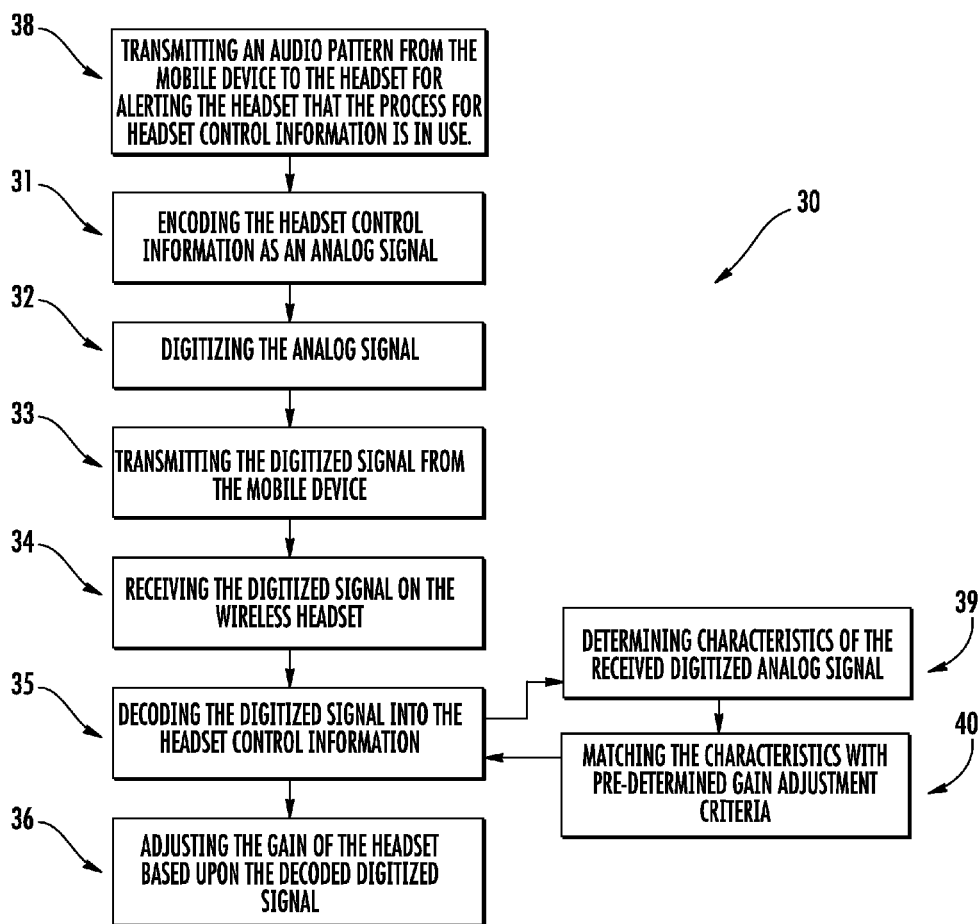 38
TRANSMITTING AN AUDIO PATTERN FROM THE
MOBILE DEVICE TO THE HEADSET FOR
ALERTING THE HEADSET THAT THE PROCESS FOR
HEADSET CONTROL INFORMATION IS IN USE.
31
ENCODING THE HEADSET CONTROL
INFORMATION AS AN ANALOG SIGNAL
30
32
DIGITIZING THE ANALOG SIGNAL
33
TRANSMITTING THE DIGITIZED SIGNAL FROM
THE MOBILE DEVICE
34
RECEIVING THE DIGITIZED SIGNAL ON THE
WIRELESS HEADSET
39
DETERMINING CHARACTERISTICS OF THE
RECEIVED DIGITIZED ANALOG SIGNAL
35
DECODING THE DIGITIZED SIGNAL INTO THE
HEADSET CONTROL INFORMATION
40
MATCHING THE CHARACTERISTICS WITH
PRE-DETERMINED GAIN ADJUSTMENT
CRITERIA
36
ADJUSTING THE GAIN OF THE HEADSET
BASED UPON THE DECODED DIGITIZED
SIGNAL